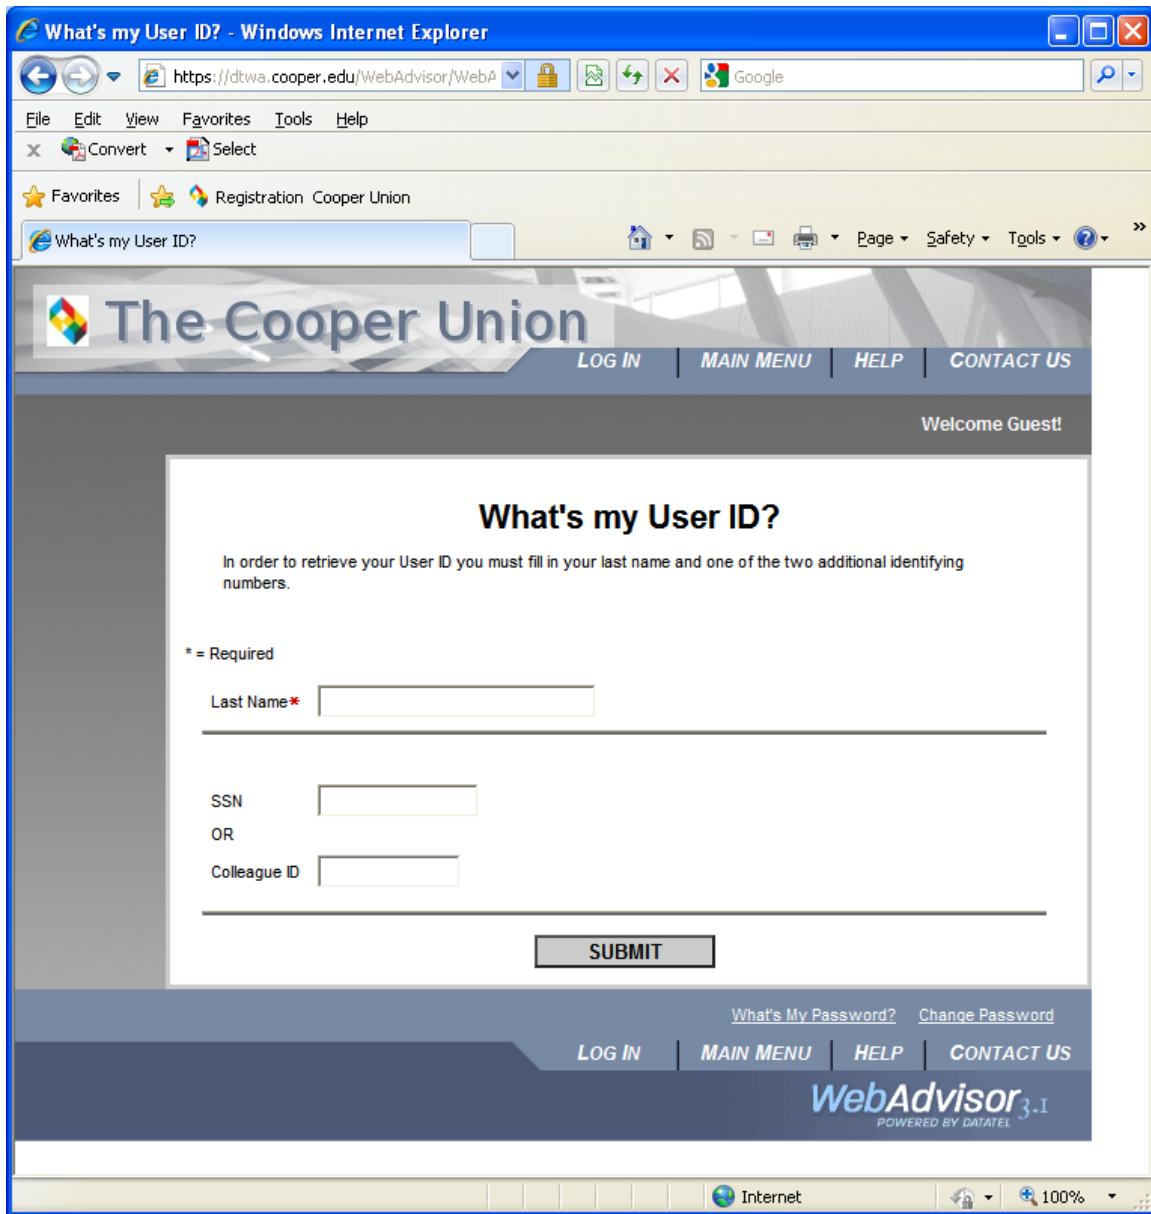 What's my User ID? - Windows Internet Explorer
https://dtwa.cooper.edu/WebAdvisor/WebA
Google
File Edit View Favorites Tools Help
x Convert Select
Favorites Registration Cooper Union
What's my User ID?
Page Safety Tools »
The Cooper Union
LOG IN MAIN MENU HELP CONTACT US
Welcome Guest!
What's my User ID?
In order to retrieve your User ID you must fill in your last name and one of the two additional identifying
numbers.
* = Required
Last Name*
SSN
OR
Colleague ID
SUBMIT
What's My Password? Change Password
LOG IN MAIN MENU HELP CONTACT US
WebAdvisor 3.1
POWERED BY DATATEL
Internet 100%